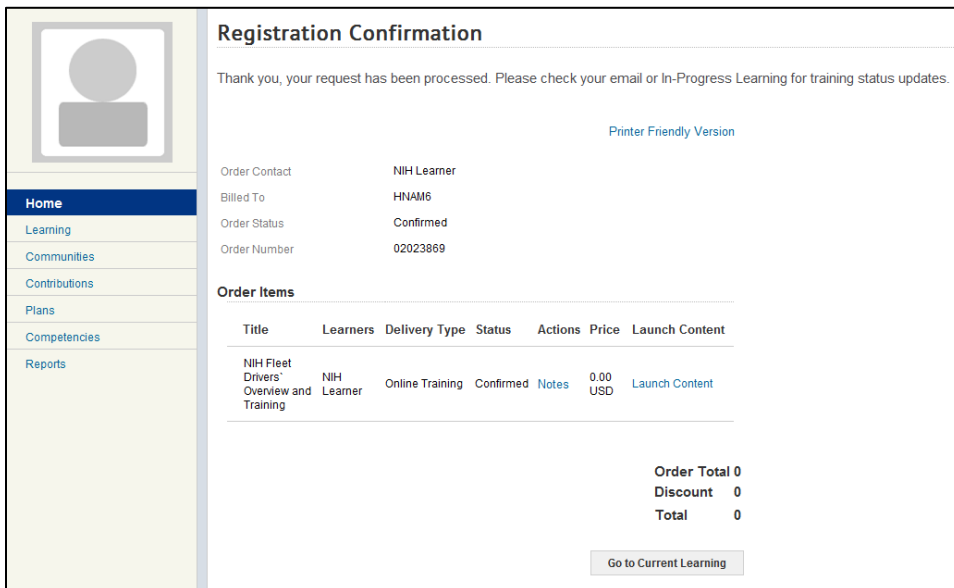 Registration Confirmation
Thank you, your request has been processed. Please check your email or In-Progress Learning for training status updates.
Printer Friendly Version
Order Contact NIH Learner
Billed To HNAM6
Order Status Confirmed
Order Number 02023869
Home
Learning
Communities
Contributions
Plans
Competencies
Reports
Order Items
Title Learners Delivery Type Status Actions Price Launch Content
NIH Fleet
Drivers` NIH 0.00
Overview and Learner Online Training Confirmed Notes USD Launch Content
Training
Order Total 0
Discount 0
Total 0
Go to Current Learning